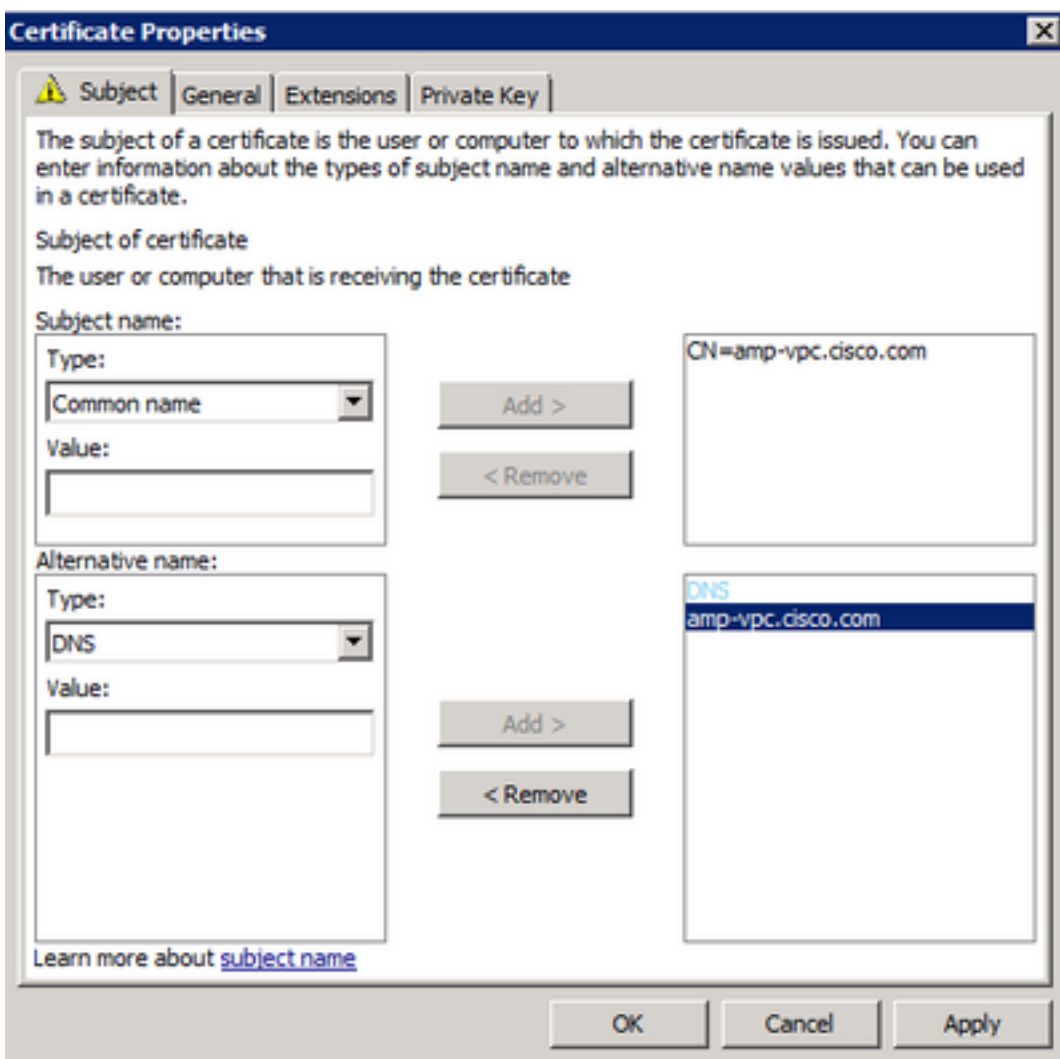 Certificate Properties
Subject
General
Extensions
Private Key
The subject of a certificate is the user or computer to which the certificate is issued. You can
enter information about the types of subject name and alternative name values that can be used
in a certificate.
Subject of certificate
The user or computer that is receiving the certificate
Subject name:
Type:
Common name
Value:
Add >
< Remove
CN=amp-vpc.cisco.com
Alternative name:
Type:
DNS
Value:
Add >
< Remove
DNS
amp-vpc.cisco.com
Learn more about subject name
OK
Cancel
Apply